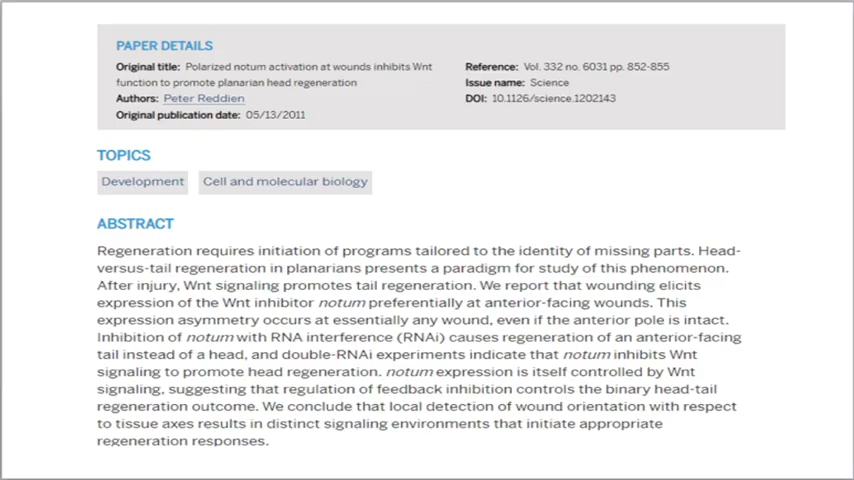 PAPER DETAILS
Original title: Polarized notum activation at wounds inhibits Wnt
function to promote planarian head regeneration
Authors: Peter Reddien
Original publication date: 05/13/2011
Reference: Vol. 332 no. 6031 pp. 852-855
Issue name: Science
DOI: 10.1126/science.1202143
TOPICS
Development
Cell and molecular biology
ABSTRACT
Regeneration requires initiation of programs tailored to the identity of missing parts. Head-
versus-tail regeneration in planarians presents a paradigm for study of this phenomenon.
After injury, Wnt signaling promotes tail regeneration. We report that wounding elicits
expression of the Wnt inhibitor notum preferentially at anterior-facing wounds. This
expression asymmetry occurs at essentially any wound, even if the anterior pole is intact.
Inhibition of notum with RNA interference (RNAi) causes regeneration of an anterior-facing
tail instead of a head, and double-RNAi experiments indicate that notum inhibits Wnt
signaling to promote head regeneration. notum expression is itself controlled by Wnt
signaling, suggesting that regulation of feedback inhibition controls the binary head-tail
regeneration outcome. We conclude that local detection of wound orientation with respect
to tissue axes results in distinct signaling environments that initiate appropriate
regeneration responses.